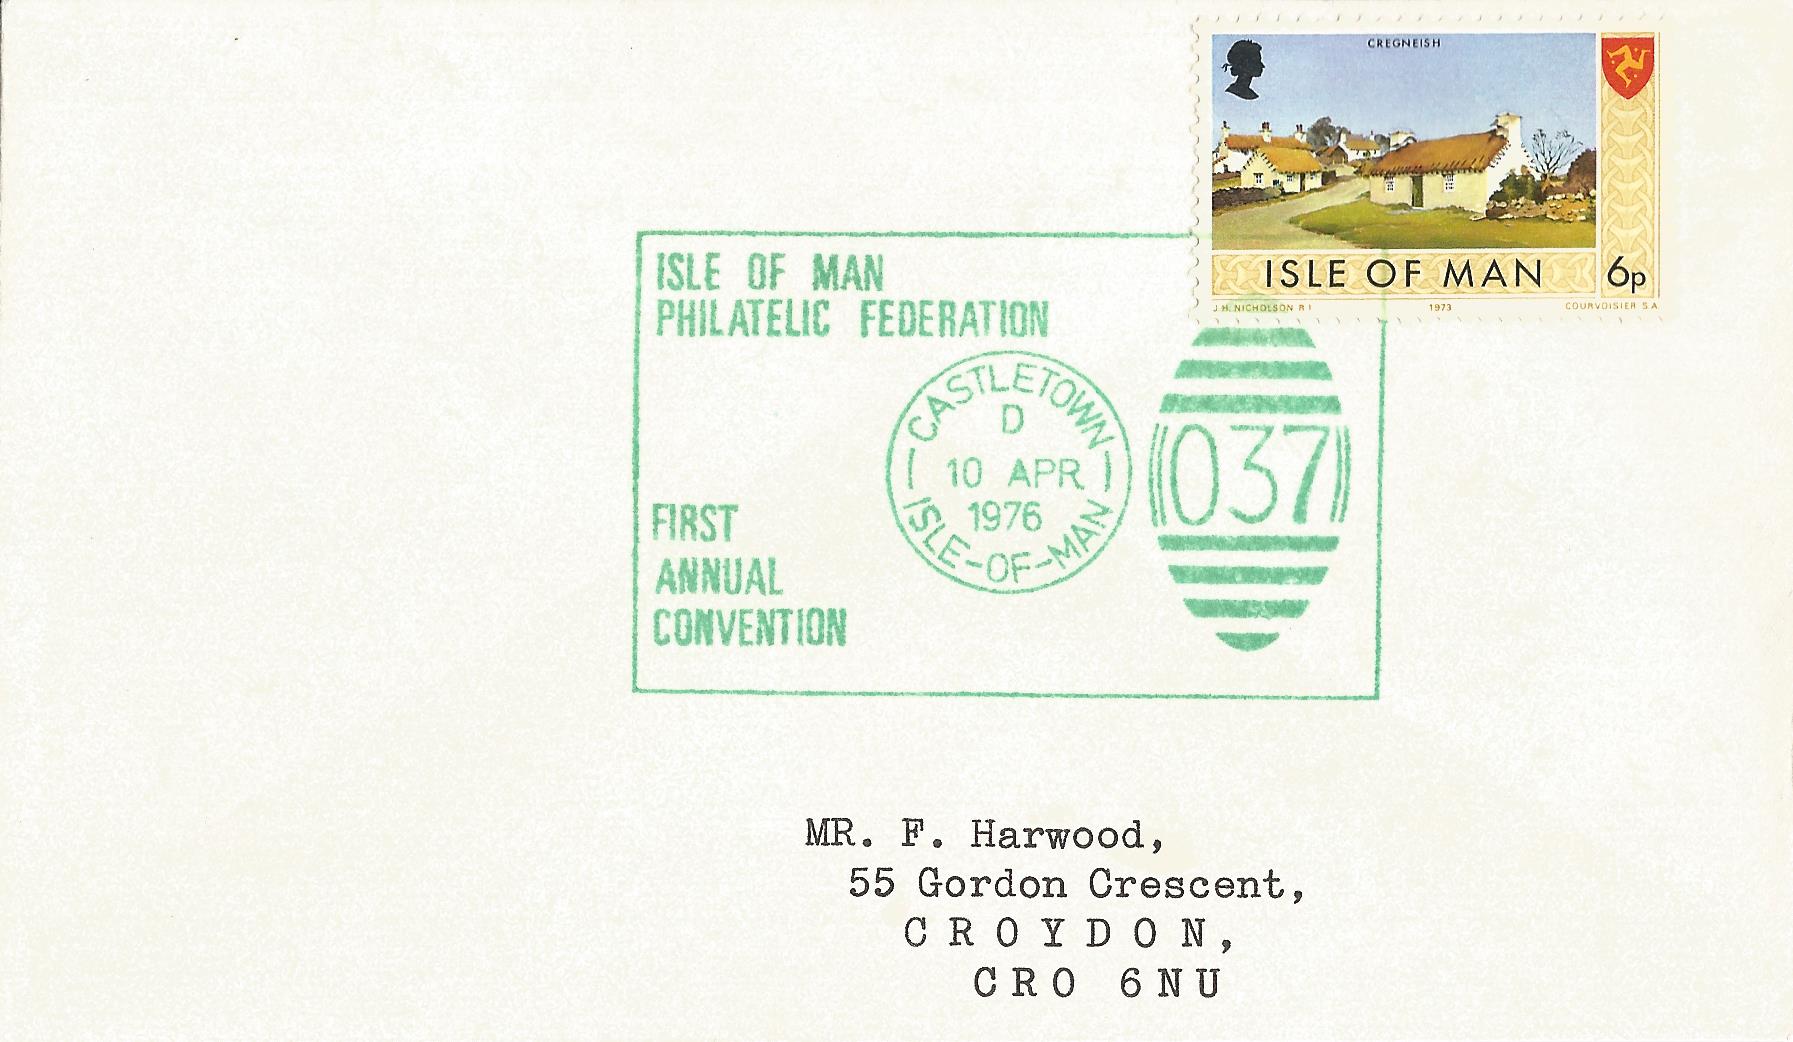 CREGNEISH
ISLE OF MAN 6p
J.H. NICHOLSON R I 1973 COURVOISIER S.A
ISLE OF MAN
PHILATELIC FEDERATION
CASTLETOWN
D
10 APR
1976
ISLE-OF-MAN
037
FIRST
ANNUAL
CONVENTION
MR. F. Harwood,
55 Gordon Crescent,
CROYDON,
CRO 6NU